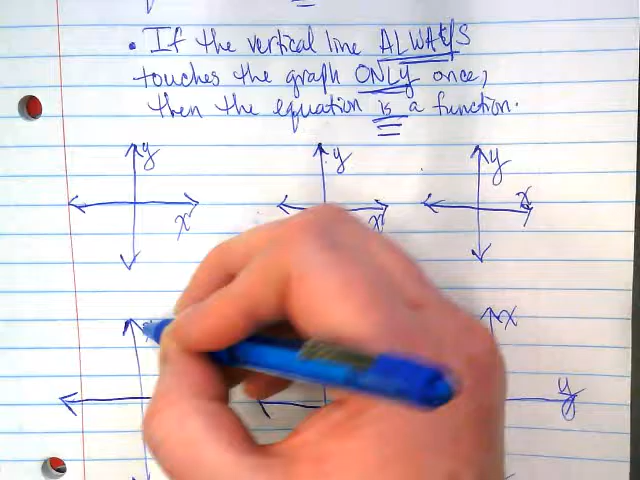 • If the vertical line ALWAYS
touches the graph ONLY once,
then the equation is a function.
y y y
x x x
x
y